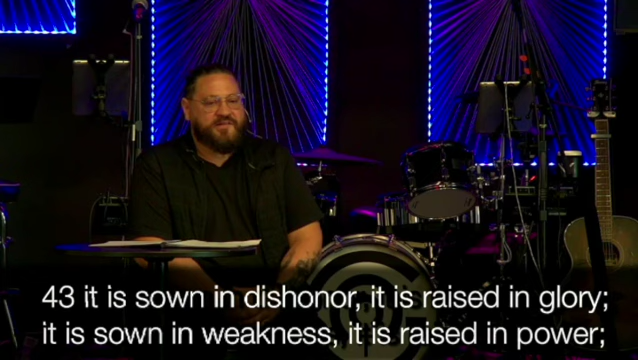 43 it is sown in dishonor, it is raised in glory;
it is sown in weakness, it is raised in power;